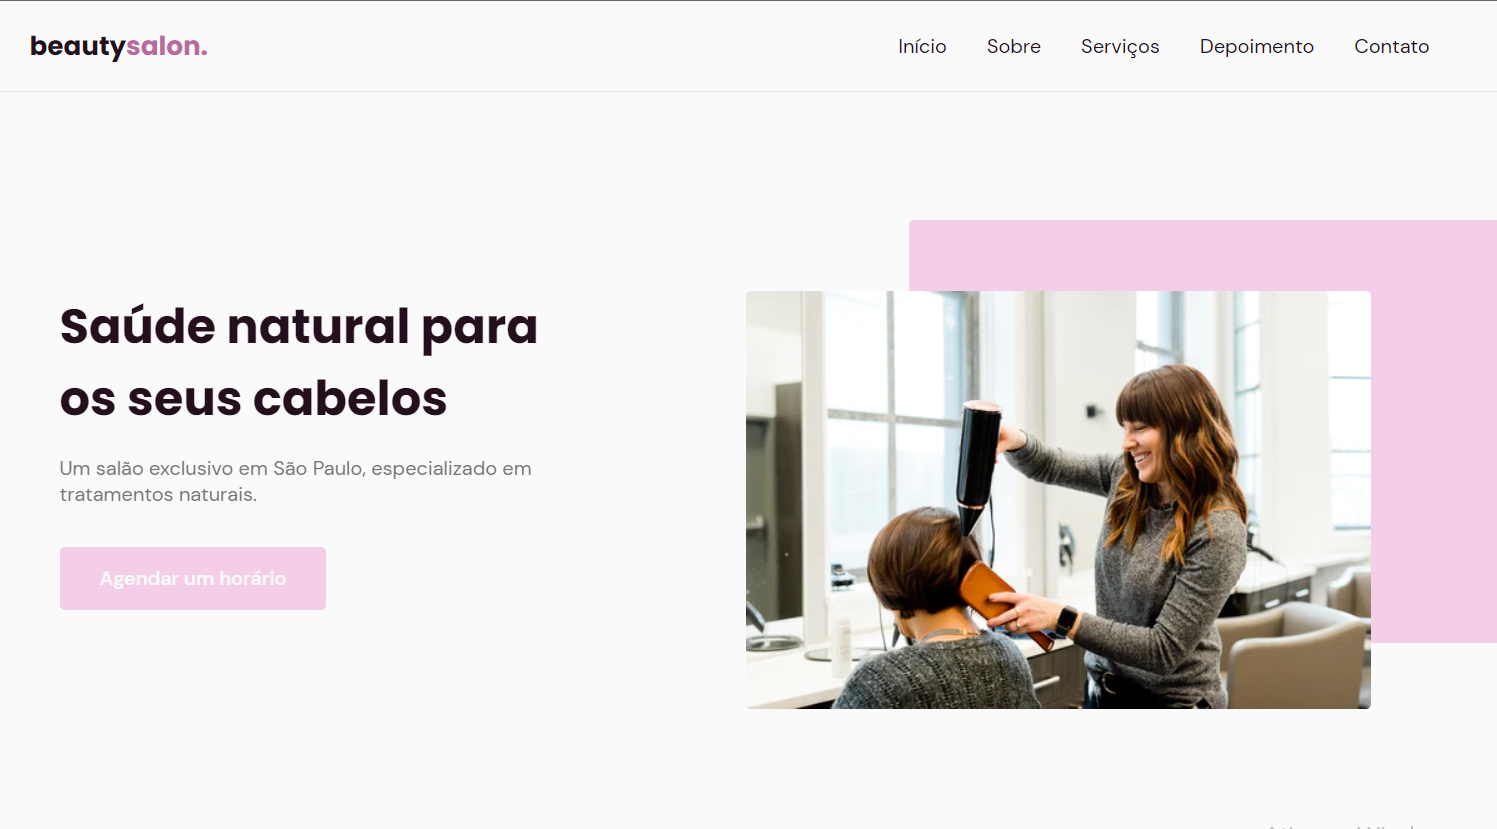 beautysalon.
Início Sobre Serviços Depoimento Contato
Saúde natural para
os seus cabelos
Um salão exclusivo em São Paulo, especializado em
tratamentos naturais.
Agendar um horário